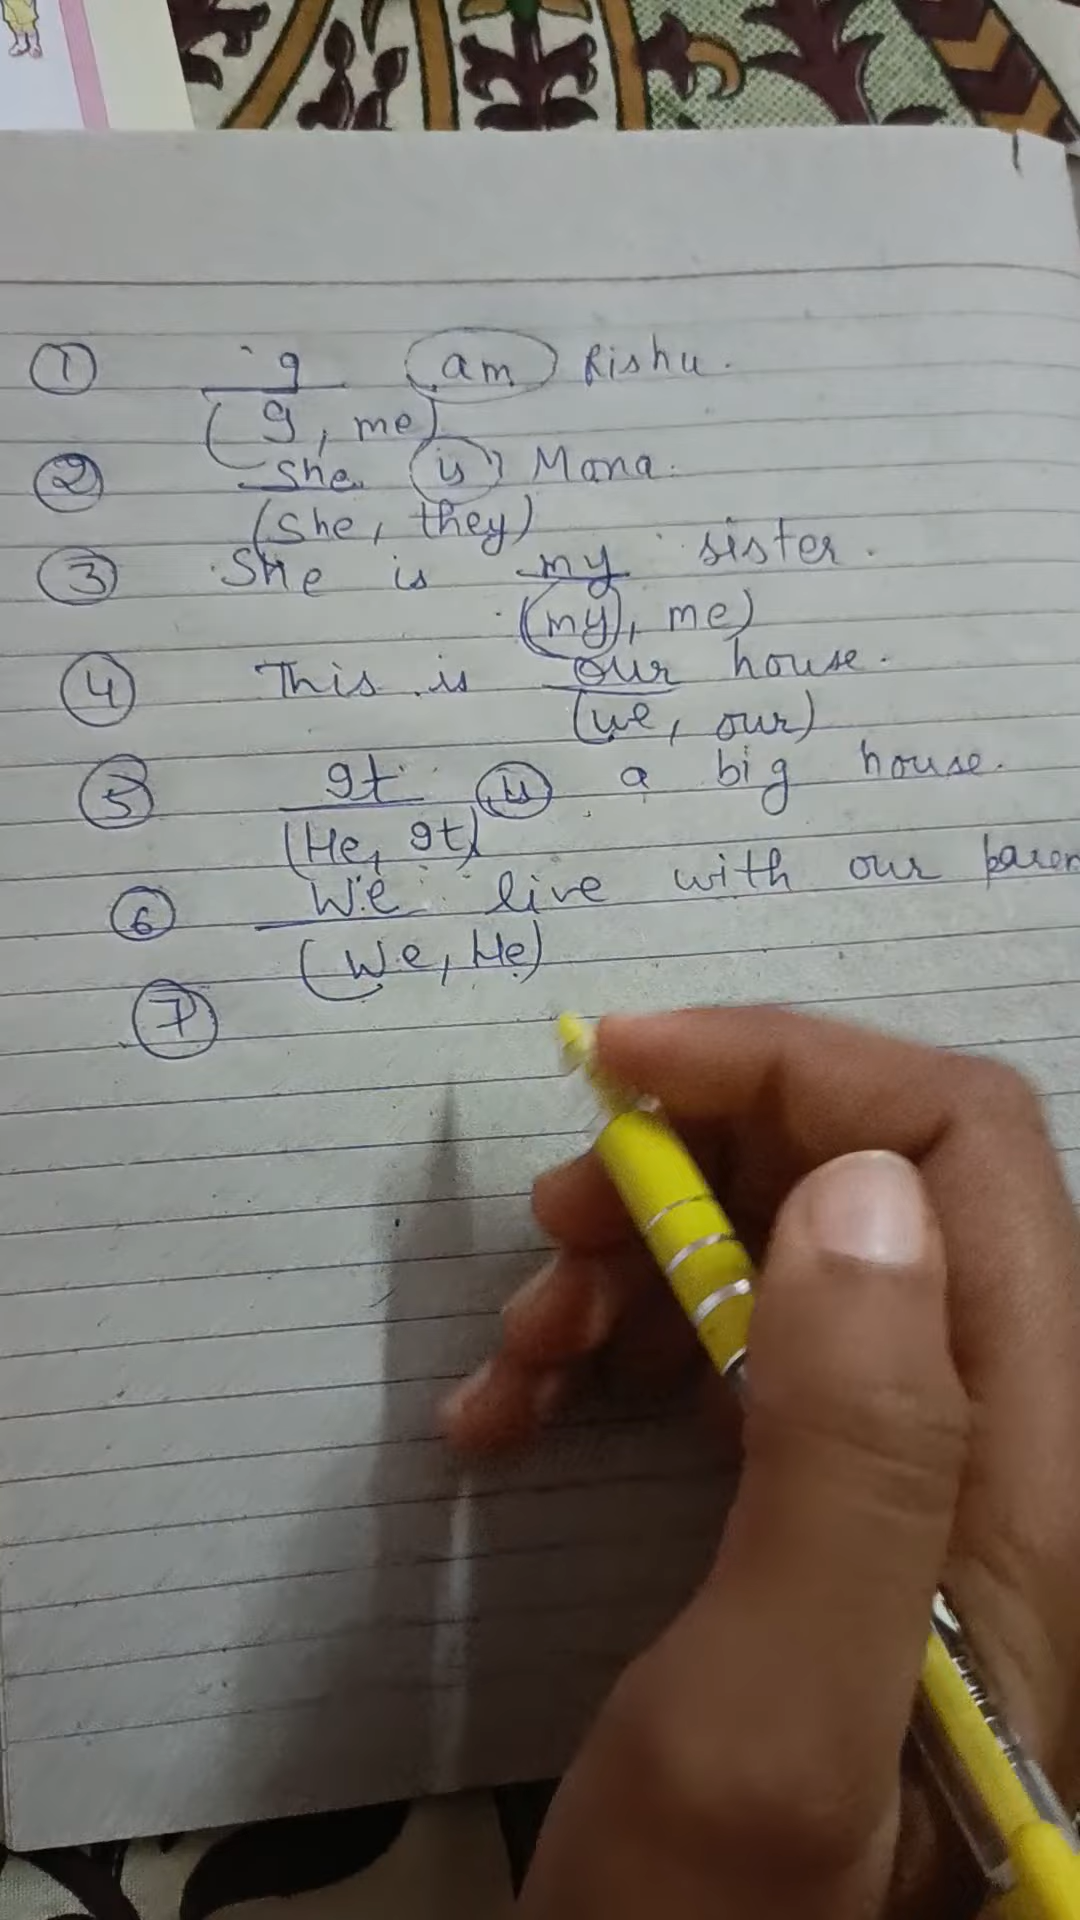 ① I am Rishu.
(I, me)
② She is Mona.
(She, they)
③ She is my sister.
(my, me)
④ This is our house.
(we, our)
⑤ It is a big house.
(He, It)
⑥ We live with our paren
(We, He)
⑦